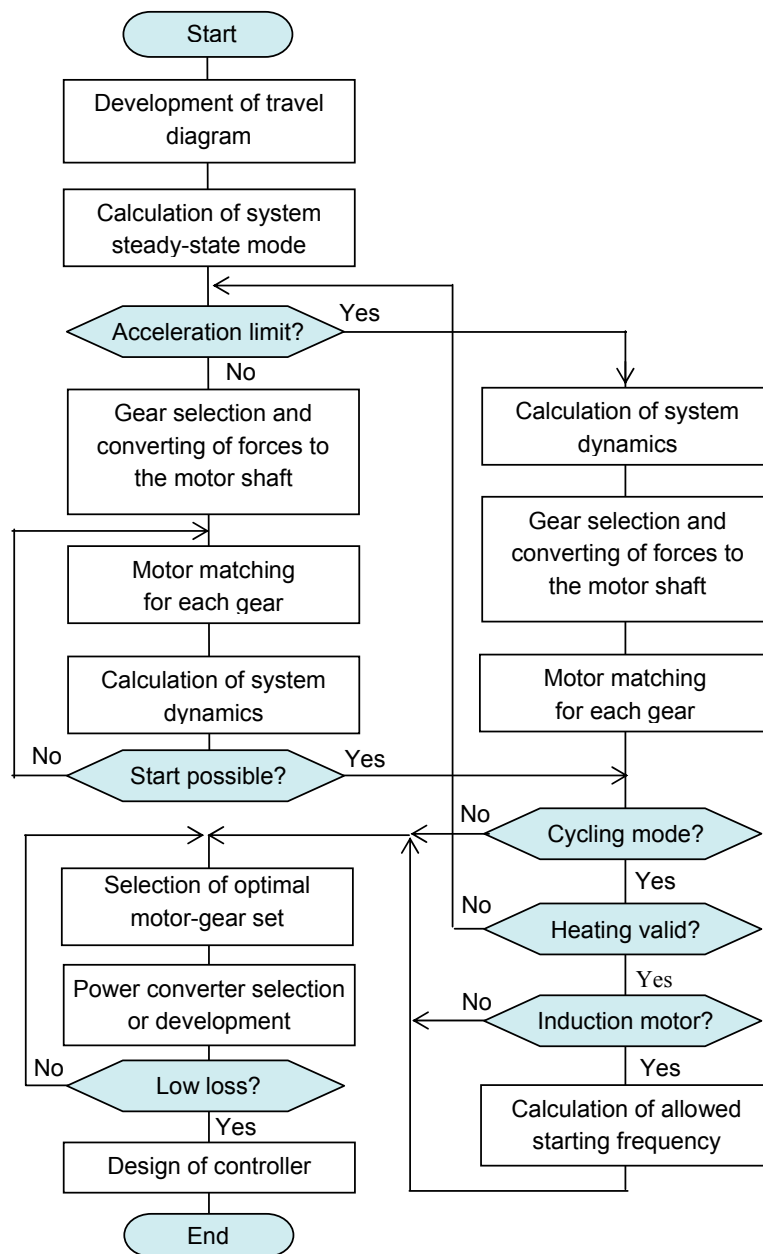 Start
Development of travel
diagram
Calculation of system
steady-state mode
Acceleration limit?
Yes
No
Gear selection and
converting of forces to
the motor shaft
Motor matching
for each gear
Calculation of system
dynamics
No
Start possible?
Yes
Calculation of system
dynamics
Gear selection and
converting of forces to
the motor shaft
Motor matching
for each gear
No
Cycling mode?
Yes
No
Heating valid?
Yes
No
Induction motor?
Yes
Calculation of allowed
starting frequency
Selection of optimal
motor-gear set
Power converter selection
or development
No
Low loss?
Yes
Design of controller
End